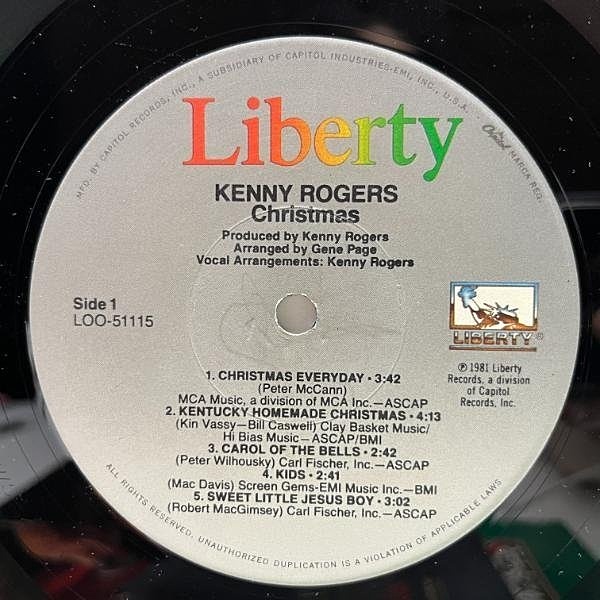 MFD. BY CAPITOL RECORDS, INC., A SUBSIDIARY OF CAPITOL INDUSTRIES-EMI, INC., U.S.A.
Capitol MARCA REG.
Liberty
KENNY ROGERS
Christmas
Produced by Kenny Rogers
Arranged by Gene Page
Vocal Arrangements: Kenny Rogers
Side 1
LOO-51115
LIBERTY®
℗ 1981 Liberty
Records, a division
of Capitol
Records, Inc.
1. CHRISTMAS EVERYDAY • 3:42
(Peter McCann)
MCA Music, a division of MCA Inc.—ASCAP
2. KENTUCKY HOMEMADE CHRISTMAS • 4:13
(Kin Vassy—Bill Caswell) Clay Basket Music/
Hi Bias Music—ASCAP/BMI
3. CAROL OF THE BELLS • 2:42
(Peter Wilhousky) Carl Fischer, Inc.—ASCAP
4. KIDS • 2:41
(Mac Davis) Screen Gems-EMI Music Inc.—BMI
5. SWEET LITTLE JESUS BOY • 3:02
(Robert MacGimsey) Carl Fischer, Inc.—ASCAP
ALL RIGHTS RESERVED. UNAUTHORIZED DUPLICATION IS A VIOLATION OF APPLICABLE LAWS